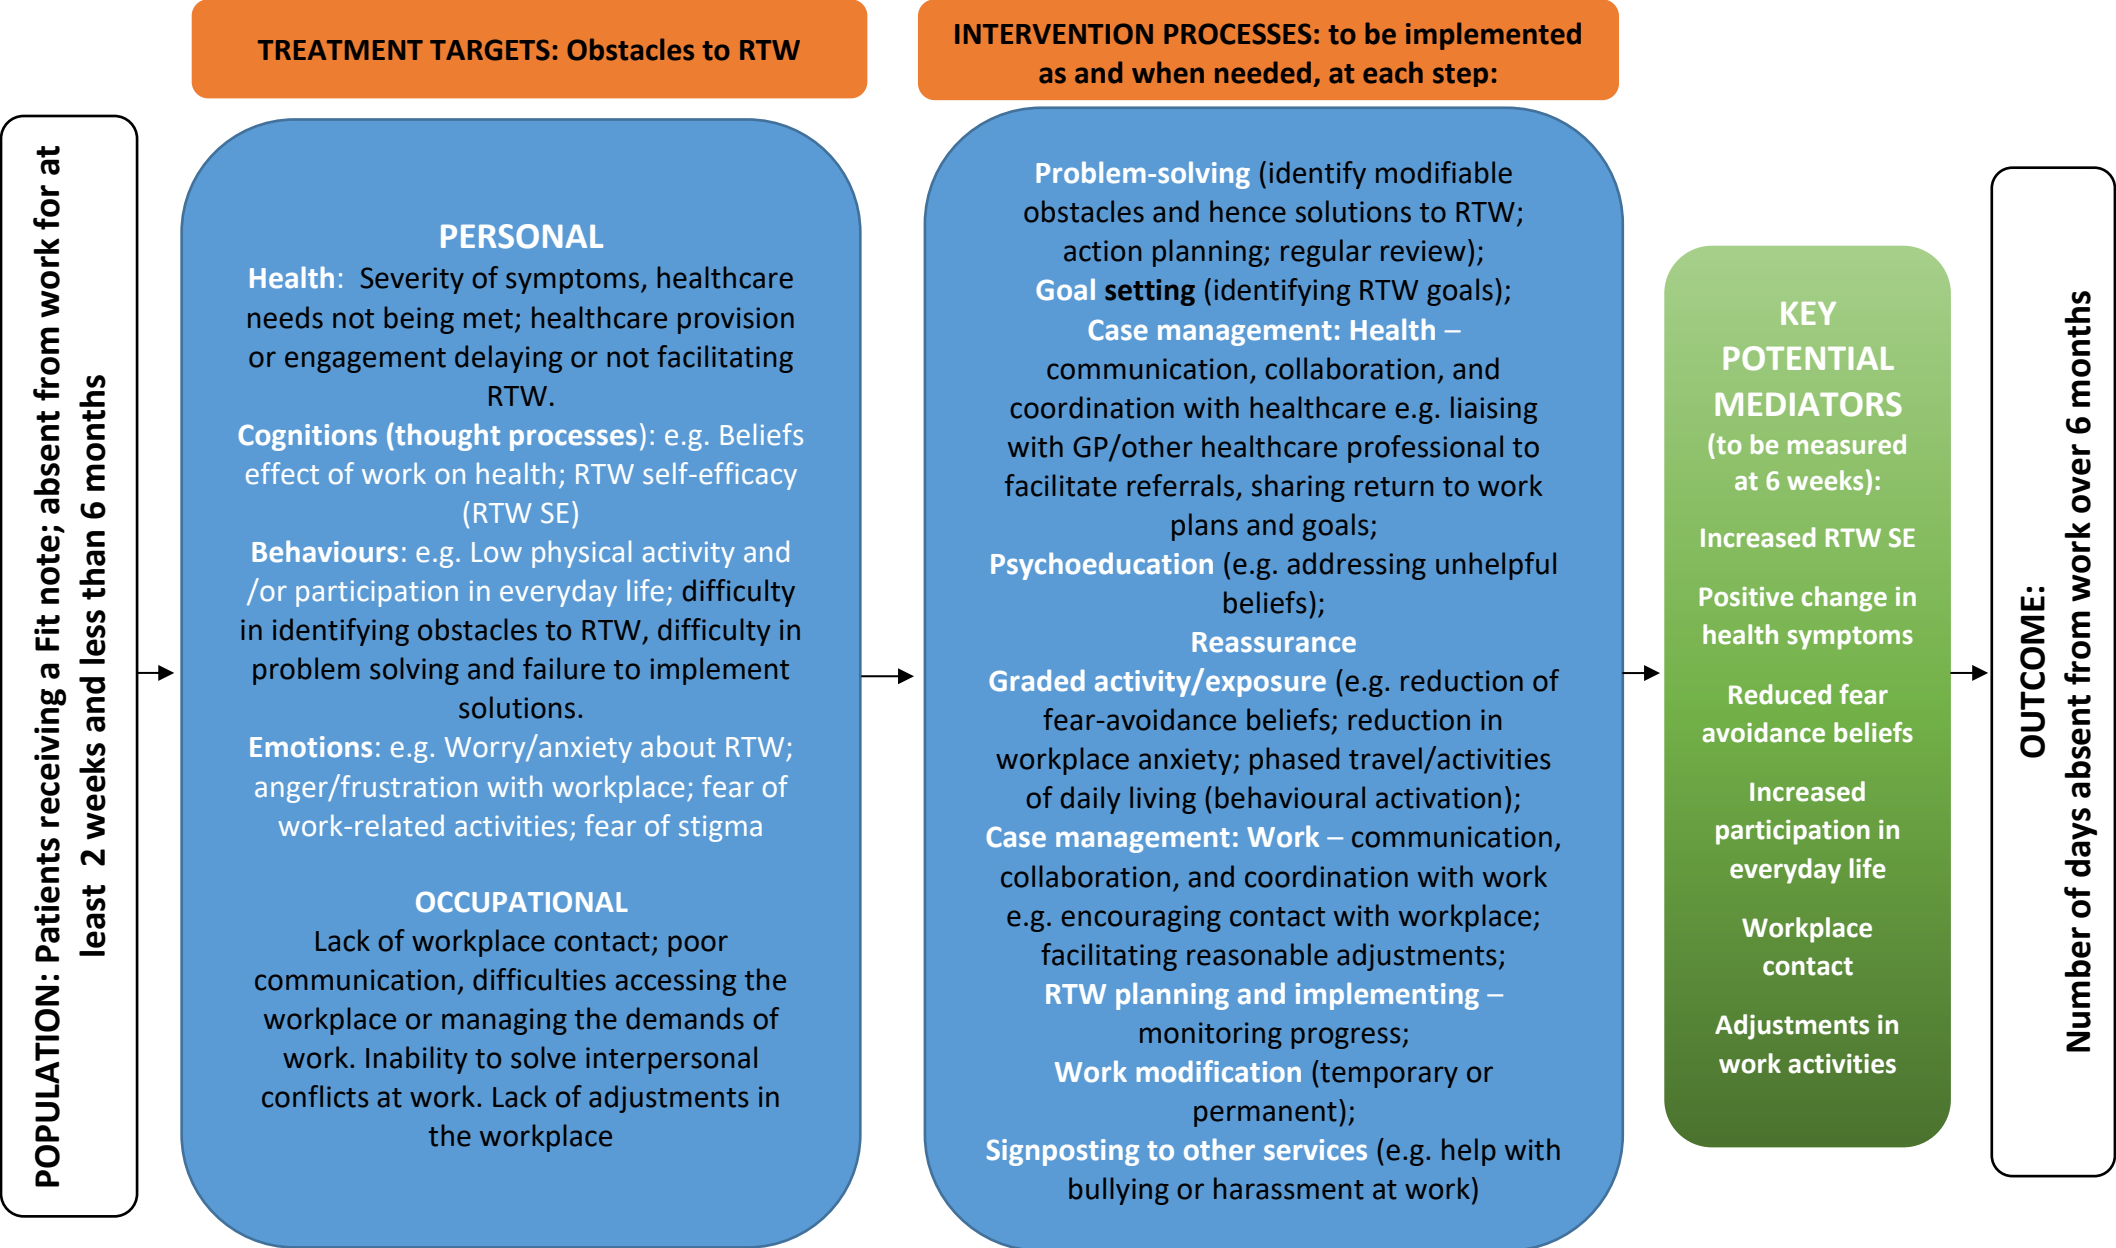 TREATMENT TARGETS: Obstacles to RTW
INTERVENTION PROCESSES: to be implemented
as and when needed, at each step:
POPULATION: Patients receiving a Fit note; absent from work for at
least  2 weeks and less than 6 months
PERSONAL
Health:  Severity of symptoms, healthcare
needs not being met; healthcare provision
or engagement delaying or not facilitating
RTW.
Cognitions (thought processes): e.g. Beliefs
effect of work on health; RTW self-efficacy
(RTW SE)
Behaviours: e.g. Low physical activity and
/or participation in everyday life; difficulty
in identifying obstacles to RTW, difficulty in
problem solving and failure to implement
solutions.
Emotions: e.g. Worry/anxiety about RTW;
anger/frustration with workplace; fear of
work-related activities; fear of stigma
OCCUPATIONAL
Lack of workplace contact; poor
communication, difficulties accessing the
workplace or managing the demands of
work. Inability to solve interpersonal
conflicts at work. Lack of adjustments in
the workplace
Problem-solving (identify modifiable
obstacles and hence solutions to RTW;
action planning; regular review);
Goal setting (identifying RTW goals);
Case management: Health –
communication, collaboration, and
coordination with healthcare e.g. liaising
with GP/other healthcare professional to
facilitate referrals, sharing return to work
plans and goals;
Psychoeducation (e.g. addressing unhelpful
beliefs);
Reassurance
Graded activity/exposure (e.g. reduction of
fear-avoidance beliefs; reduction in
workplace anxiety; phased travel/activities
of daily living (behavioural activation);
Case management: Work – communication,
collaboration, and coordination with work
e.g. encouraging contact with workplace;
facilitating reasonable adjustments;
RTW planning and implementing –
monitoring progress;
Work modification (temporary or
permanent);
Signposting to other services (e.g. help with
bullying or harassment at work)
KEY
POTENTIAL
MEDIATORS
(to be measured
at 6 weeks):
Increased RTW SE
Positive change in
health symptoms
Reduced fear
avoidance beliefs
Increased
participation in
everyday life
Workplace
contact
Adjustments in
work activities
OUTCOME:
Number of days absent from work over 6 months